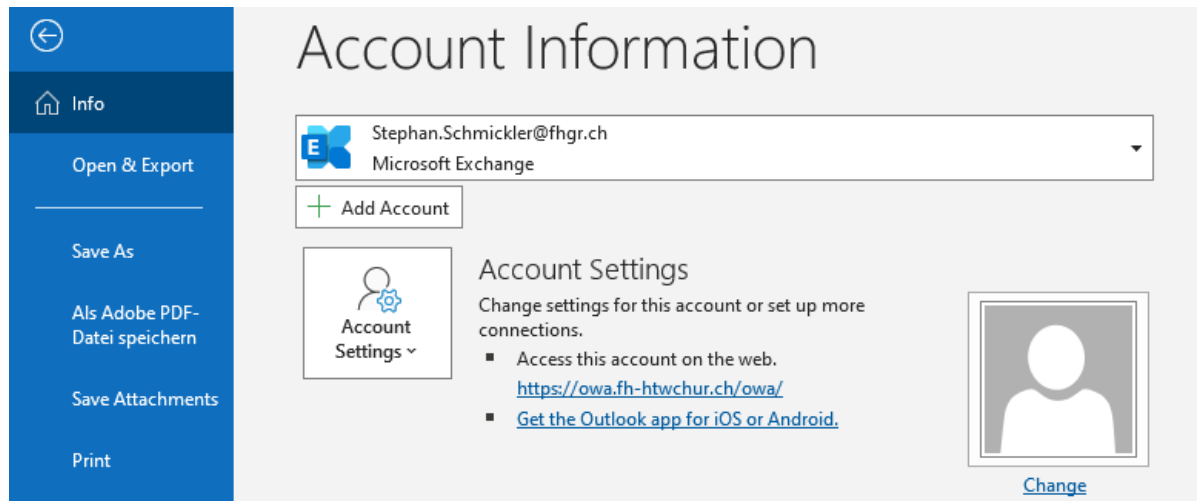 Account Information
Info
Open & Export
Save As
Als Adobe PDF-
Datei speichern
Save Attachments
Print
E
Stephan.Schmickler@fhgr.ch
Microsoft Exchange
Add Account
Account
Settings
Account Settings
Change settings for this account or set up more
connections.
Access this account on the web.
https://owa.fh-htwchur.ch/owa/
Get the Outlook app for iOS or Android.
Change